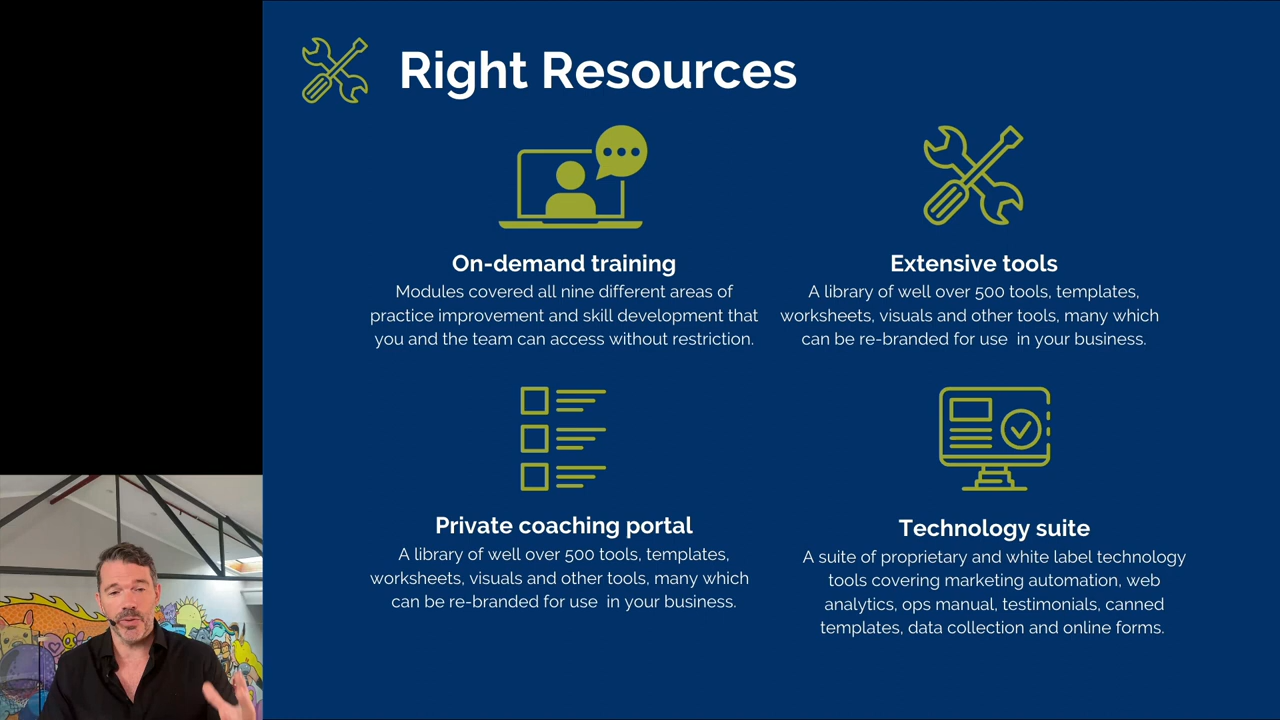 Right Resources
On-demand training
Modules covered all nine different areas of
practice improvement and skill development that
you and the team can access without restriction.
Extensive tools
A library of well over 500 tools, templates,
worksheets, visuals and other tools, many which
can be re-branded for use  in your business.
Private coaching portal
A library of well over 500 tools, templates,
worksheets, visuals and other tools, many which
can be re-branded for use  in your business.
Technology suite
A suite of proprietary and white label technology
tools covering marketing automation, web
analytics, ops manual, testimonials, canned
templates, data collection and online forms.